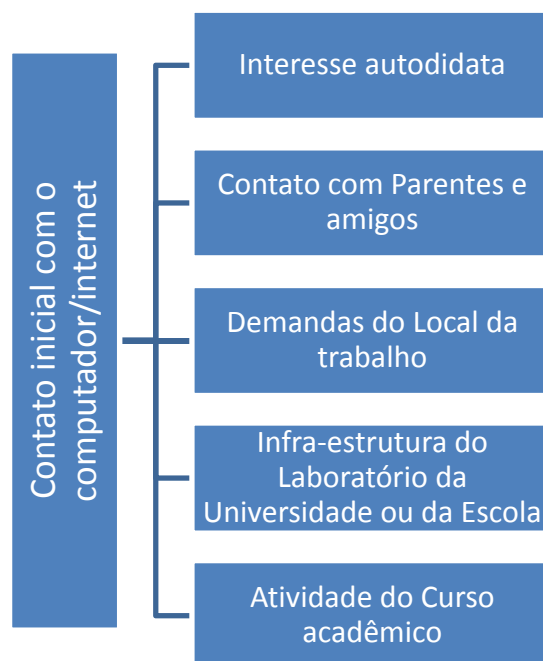 Contato inicial com o
computador/internet
Interesse autodidata
Contato com Parentes e
amigos
Demandas do Local da
trabalho
Infra-estrutura do
Laboratório da
Universidade ou da Escola
Atividade do Curso
acadêmico